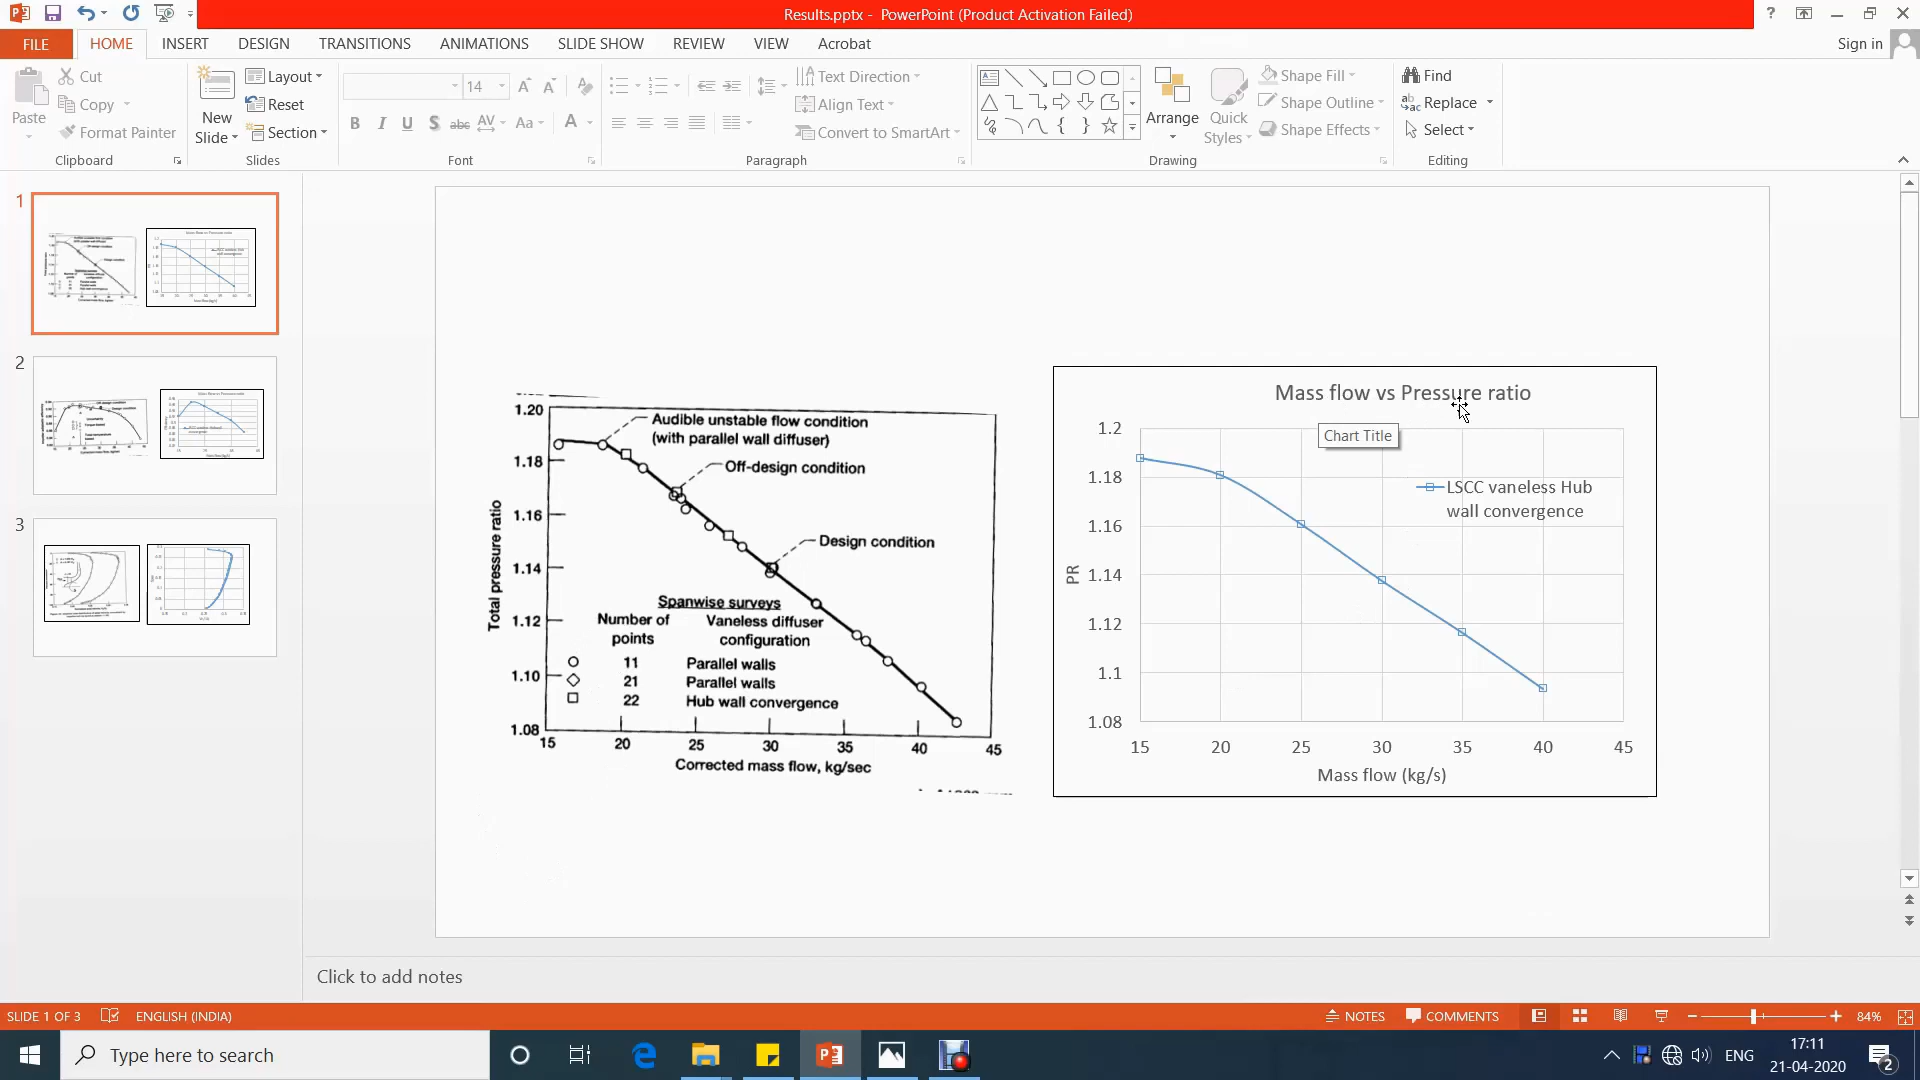 Results.pptx - PowerPoint (Product Activation Failed)
?
FILE
HOME
INSERT
DESIGN
TRANSITIONS
ANIMATIONS
SLIDE SHOW
REVIEW
VIEW
Acrobat
Sign in
Paste
Cut
Copy
Format Painter
Clipboard
New
Slide
Layout
Reset
Section
Slides
14
Font
Text Direction
Align Text
Convert to SmartArt
Paragraph
Arrange
Quick
Styles
Shape Fill
Shape Outline
Shape Effects
Drawing
Find
Replace
Select
Editing
1
2
3
Audible unstable flow condition
(with parallel wall diffuser)
Off-design condition
Design condition
Spanwise surveys
Number of
points
Vaneless diffuser
configuration
11 Parallel walls
21 Parallel walls
22 Hub wall convergence
Total pressure ratio
1.20
1.18
1.16
1.14
1.12
1.10
1.08
15 20 25 30 35 40 45
Corrected mass flow, kg/sec
Mass flow vs Pressure ratio
Chart Title
LSCC vaneless Hub
wall convergence
PR
1.2
1.18
1.16
1.14
1.12
1.1
1.08
15 20 25 30 35 40 45
Mass flow (kg/s)
Click to add notes
SLIDE 1 OF 3
ENGLISH (INDIA)
NOTES
COMMENTS
84%
Type here to search
ENG
17:11
21-04-2020
2